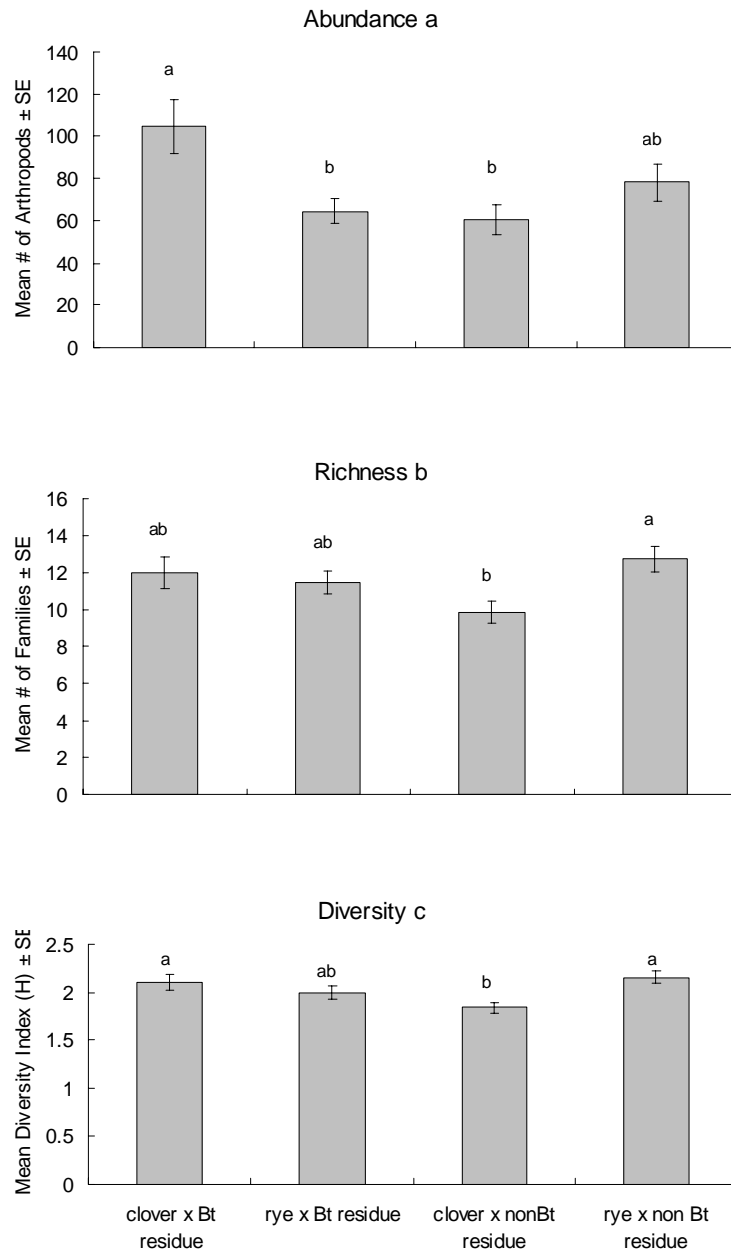 Abundance a
Mean # of Arthropods ± SE
140
120
100
80
60
40
20
0
a
b
b
ab
Richness b
Mean # of Families ± SE
16
14
12
10
8
6
4
2
0
ab
ab
b
a
Diversity c
Mean Diversity Index (H) ± SE
2.5
2
1.5
1
0.5
0
a
ab
b
a
clover x Bt
residue
rye x Bt residue
clover x nonBt
residue
rye x non Bt
residue